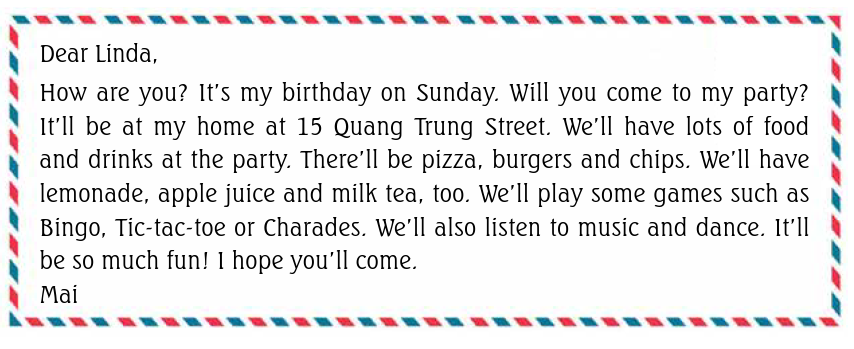 Dear Linda,
How are you? It's my birthday on Sunday. Will you come to my party?
It'll be at my home at 15 Quang Trung Street. We'll have lots of food
and drinks at the party. There'll be pizza, burgers and chips. We'll have
lemonade, apple juice and milk tea, too. We'll play some games such as
Bingo, Tic-tac-toe or Charades. We'll also listen to music and dance. It'll
be so much fun! I hope you'll come.
Mai